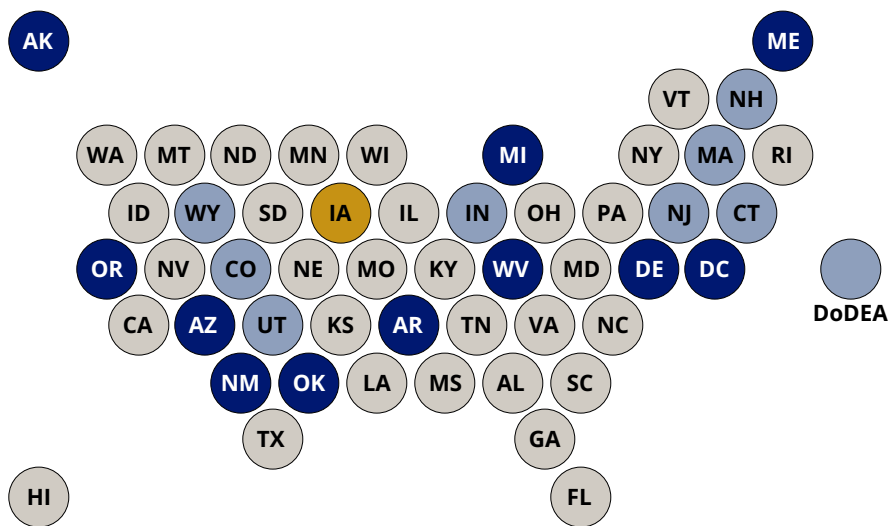 AK ME
VT NH
WA MT ND MN WI MI NY MA RI
ID WY SD IA IL IN OH PA NJ CT
OR NV CO NE MO KY WV MD DE DC
DoDEA
CA AZ UT KS AR TN VA NC
NM OK LA MS AL SC
TX GA
HI FL